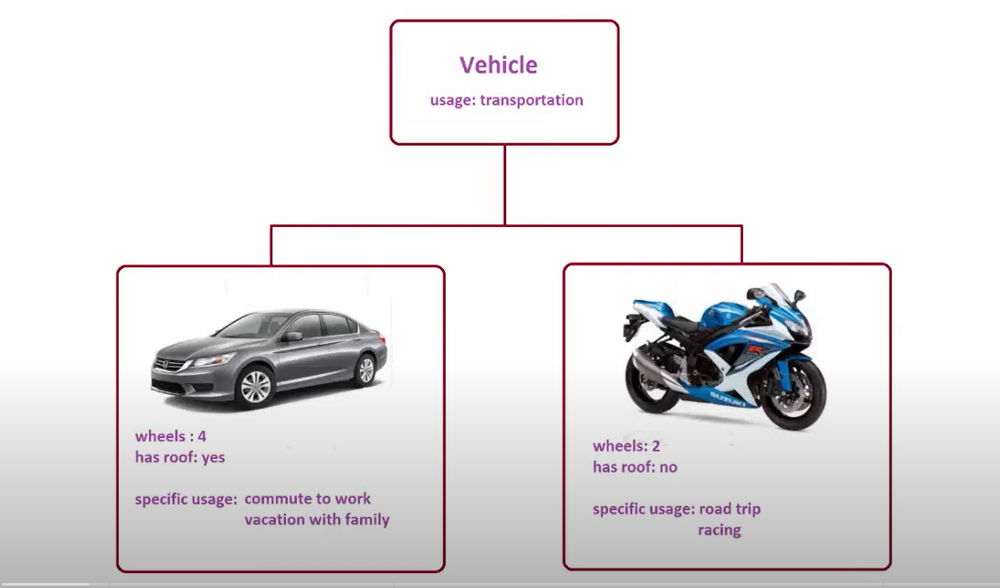 Vehicle
usage: transportation
wheels : 4
has roof: yes
specific usage: commute to work
vacation with family
SUZUKI
R
wheels: 2
has roof: no
specific usage: road trip
racing